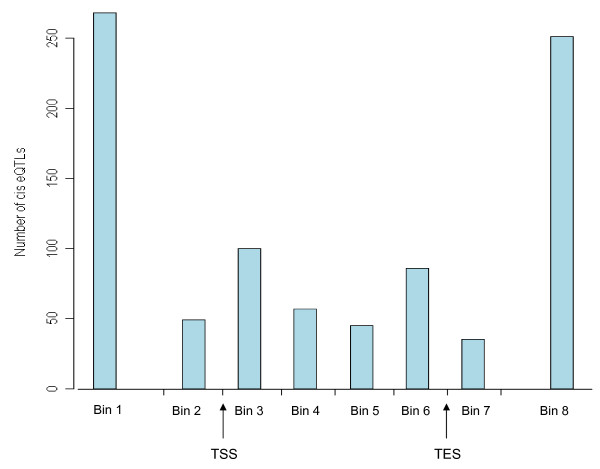 Number of cis eQTLs
250
200
150
100
50
0
Bin 1
Bin 2
Bin 3
Bin 4
Bin 5
Bin 6
Bin 7
Bin 8
TSS
TES